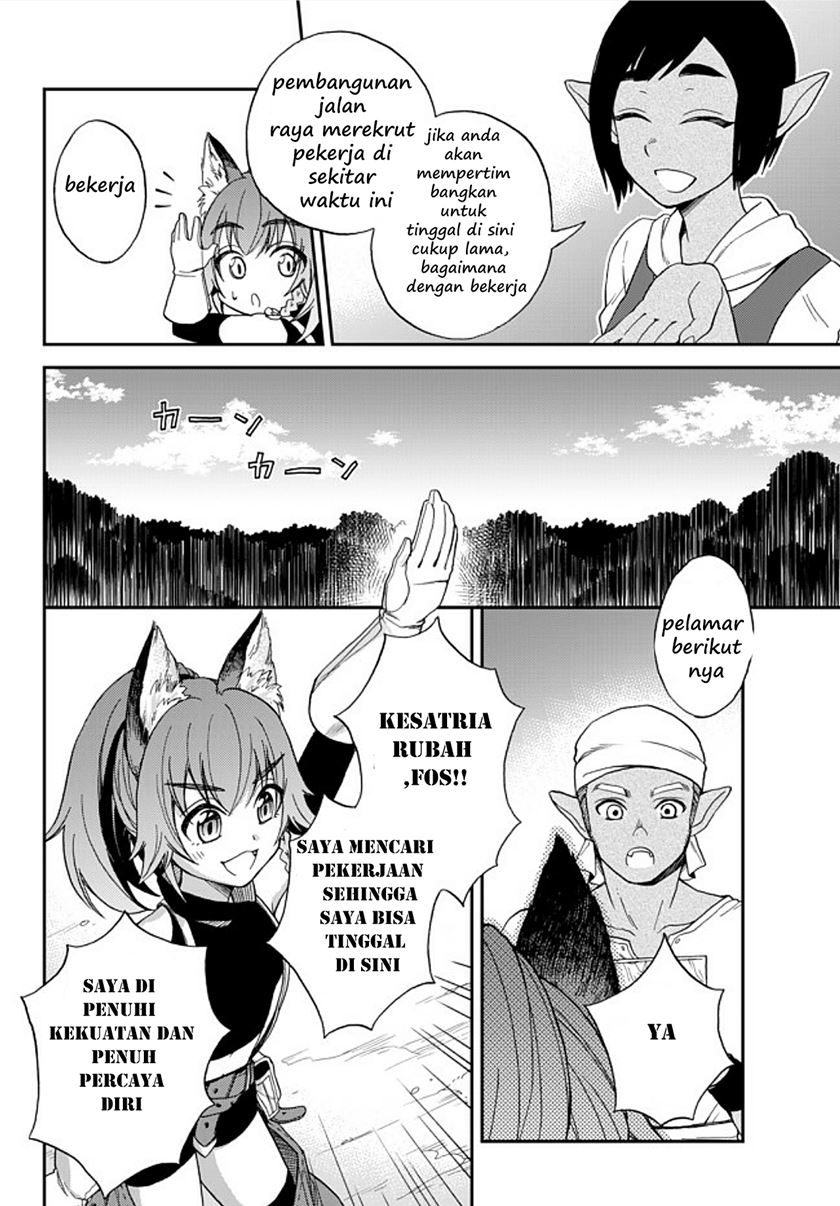 pembangunan
jalan
raya merekrut
pekerja di
sekitar
waktu ini
jika anda
akan
mempertim
bangkan
untuk
tinggal di sini
cukup lama,
bagaimana
dengan bekerja
bekerja
カーン
カーン
pelamar
berikut
nya
YA
KESATRIA
RUBAH
,FOS!!
SAYA MENCARI
PEKERJAAN
SEHINGGA
SAYA BISA
TINGGAL
DI SINI
SAYA DI
PENUHI
KEKUATAN DAN
PENUH
PERCAYA
DIRI